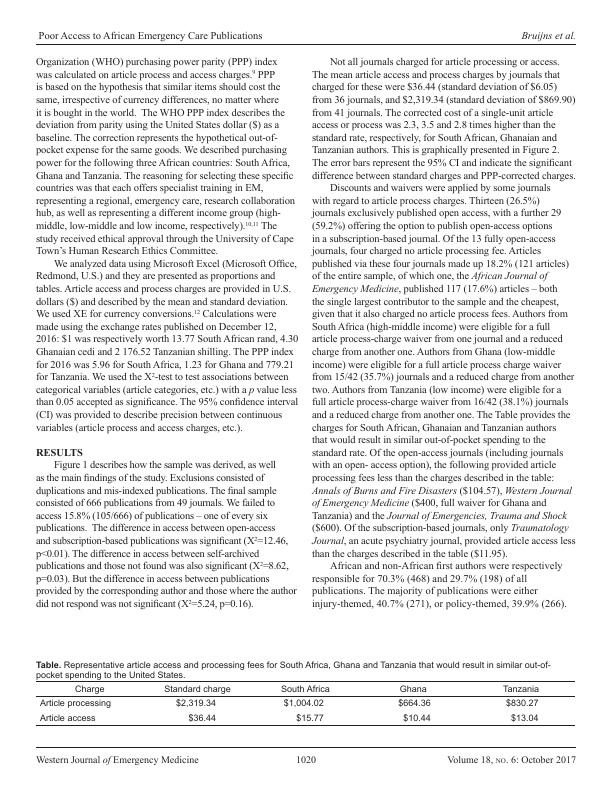 Poor Access to African Emergency Care Publications
Bruijns et al.
Organization (WHO) purchasing power parity (PPP) index
was calculated on article process and access charges.9 PPP
is based on the hypothesis that similar items should cost the
same, irrespective of currency differences, no matter where
it is bought in the world.  The WHO PPP index describes the
deviation from parity using the United States dollar ($) as a
baseline. The correction represents the hypothetical out-of-
pocket expense for the same goods. We described purchasing
power for the following three African countries: South Africa,
Ghana and Tanzania. The reasoning for selecting these specific
countries was that each offers specialist training in EM,
representing a regional, emergency care, research collaboration
hub, as well as representing a different income group (high-
middle, low-middle and low income, respectively).10,11 The
study received ethical approval through the University of Cape
Town's Human Research Ethics Committee.
We analyzed data using Microsoft Excel (Microsoft Office,
Redmond, U.S.) and they are presented as proportions and
tables. Article access and process charges are provided in U.S.
dollars ($) and described by the mean and standard deviation.
We used XE for currency conversions.12 Calculations were
made using the exchange rates published on December 12,
2016: $1 was respectively worth 13.77 South African rand, 4.30
Ghanaian cedi and 2 176.52 Tanzanian shilling. The PPP index
for 2016 was 5.96 for South Africa, 1.23 for Ghana and 779.21
for Tanzania. We used the X2-test to test associations between
categorical variables (article categories, etc.) with a p value less
than 0.05 accepted as significance. The 95% confidence interval
(CI) was provided to describe precision between continuous
variables (article process and access charges, etc.).
RESULTS
Figure 1 describes how the sample was derived, as well
as the main findings of the study. Exclusions consisted of
duplications and mis-indexed publications. The final sample
consisted of 666 publications from 49 journals. We failed to
access 15.8% (105/666) of publications – one of every six
publications.  The difference in access between open-access
and subscription-based publications was significant (X2=12.46,
p<0.01). The difference in access between self-archived
publications and those not found was also significant (X2=8.62,
p=0.03). But the difference in access between publications
provided by the corresponding author and those where the author
did not respond was not significant (X2=5.24, p=0.16).
Not all journals charged for article processing or access.
The mean article access and process charges by journals that
charged for these were $36.44 (standard deviation of $6.05)
from 36 journals, and $2,319.34 (standard deviation of $869.90)
from 41 journals. The corrected cost of a single-unit article
access or process was 2.3, 3.5 and 2.8 times higher than the
standard rate, respectively, for South African, Ghanaian and
Tanzanian authors. This is graphically presented in Figure 2.
The error bars represent the 95% CI and indicate the significant
difference between standard charges and PPP-corrected charges.
Discounts and waivers were applied by some journals
with regard to article process charges. Thirteen (26.5%)
journals exclusively published open access, with a further 29
(59.2%) offering the option to publish open-access options
in a subscription-based journal. Of the 13 fully open-access
journals, four charged no article processing fee. Articles
published via these four journals made up 18.2% (121 articles)
of the entire sample, of which one, the African Journal of
Emergency Medicine, published 117 (17.6%) articles – both
the single largest contributor to the sample and the cheapest,
given that it also charged no article process fees. Authors from
South Africa (high-middle income) were eligible for a full
article process-charge waiver from one journal and a reduced
charge from another one. Authors from Ghana (low-middle
income) were eligible for a full article process charge waiver
from 15/42 (35.7%) journals and a reduced charge from another
two. Authors from Tanzania (low income) were eligible for a
full article process-charge waiver from 16/42 (38.1%) journals
and a reduced charge from another one. The Table provides the
charges for South African, Ghanaian and Tanzanian authors
that would result in similar out-of-pocket spending to the
standard rate. Of the open-access journals (including journals
with an open- access option), the following provided article
processing fees less than the charges described in the table:
Annals of Burns and Fire Disasters ($104.57), Western Journal
of Emergency Medicine ($400, full waiver for Ghana and
Tanzania) and the Journal of Emergencies, Trauma and Shock
($600). Of the subscription-based journals, only Traumatology
Journal, an acute psychiatry journal, provided article access less
than the charges described in the table ($11.95).
African and non-African first authors were respectively
responsible for 70.3% (468) and 29.7% (198) of all
publications. The majority of publications were either
injury-themed, 40.7% (271), or policy-themed, 39.9% (266).
Table. Representative article access and processing fees for South Africa, Ghana and Tanzania that would result in similar out-of-
pocket spending to the United States.
Charge Standard charge South Africa Ghana Tanzania
Article processing $2,319.34 $1,004.02 $664.36 $830.27
Article access $36.44 $15.77 $10.44 $13.04
Western Journal of Emergency Medicine
1020
Volume 18, NO. 6: October 2017